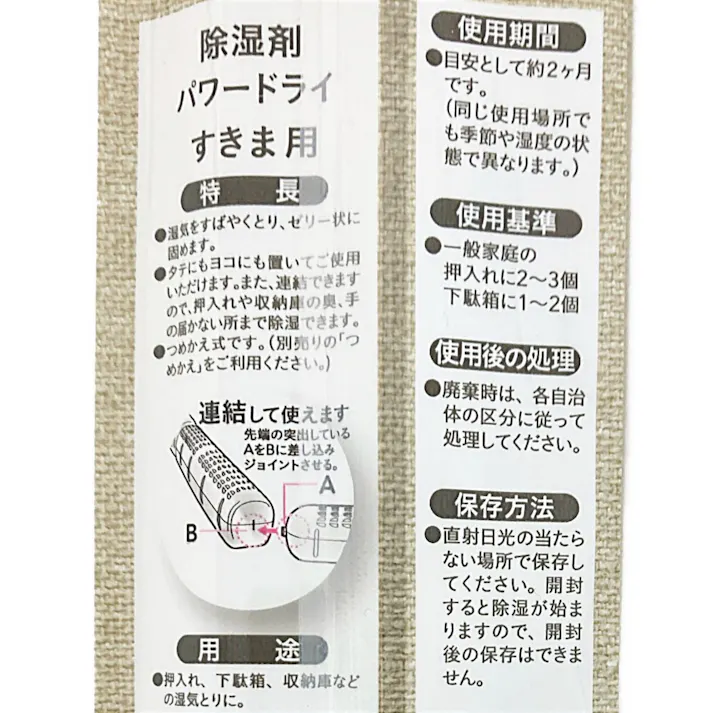 除湿剤
パワードライ
すきま用
特長
●湿気をすばやくとり、ゼリー状に
固めます。
●タテにもヨコにも置いてご使用
いただけます。また、連結できます
ので、押入れや収納庫の奥、手
の届かない所まで除湿できます。
●つめかえ式です。(別売りの「つ
めかえ」をご利用ください。)
連結して使えます
先端の突出している
AをBに差し込み
ジョイントさせる。
A
B
用途
●押入れ、下駄箱、収納庫など
の湿気とりに。
使用期間
●目安として約2ヶ月
です。
(同じ使用場所で
も季節や湿度の状
態で異なります。)
使用基準
●一般家庭の
押入れに2〜3個
下駄箱に1〜2個
使用後の処理
●廃棄時は、各自治
体の区分に従って
処理してください。
保存方法
●直射日光の当たら
ない場所で保存し
てください。開封
すると除湿が始ま
りますので、開封
後の保存はできま
せん。